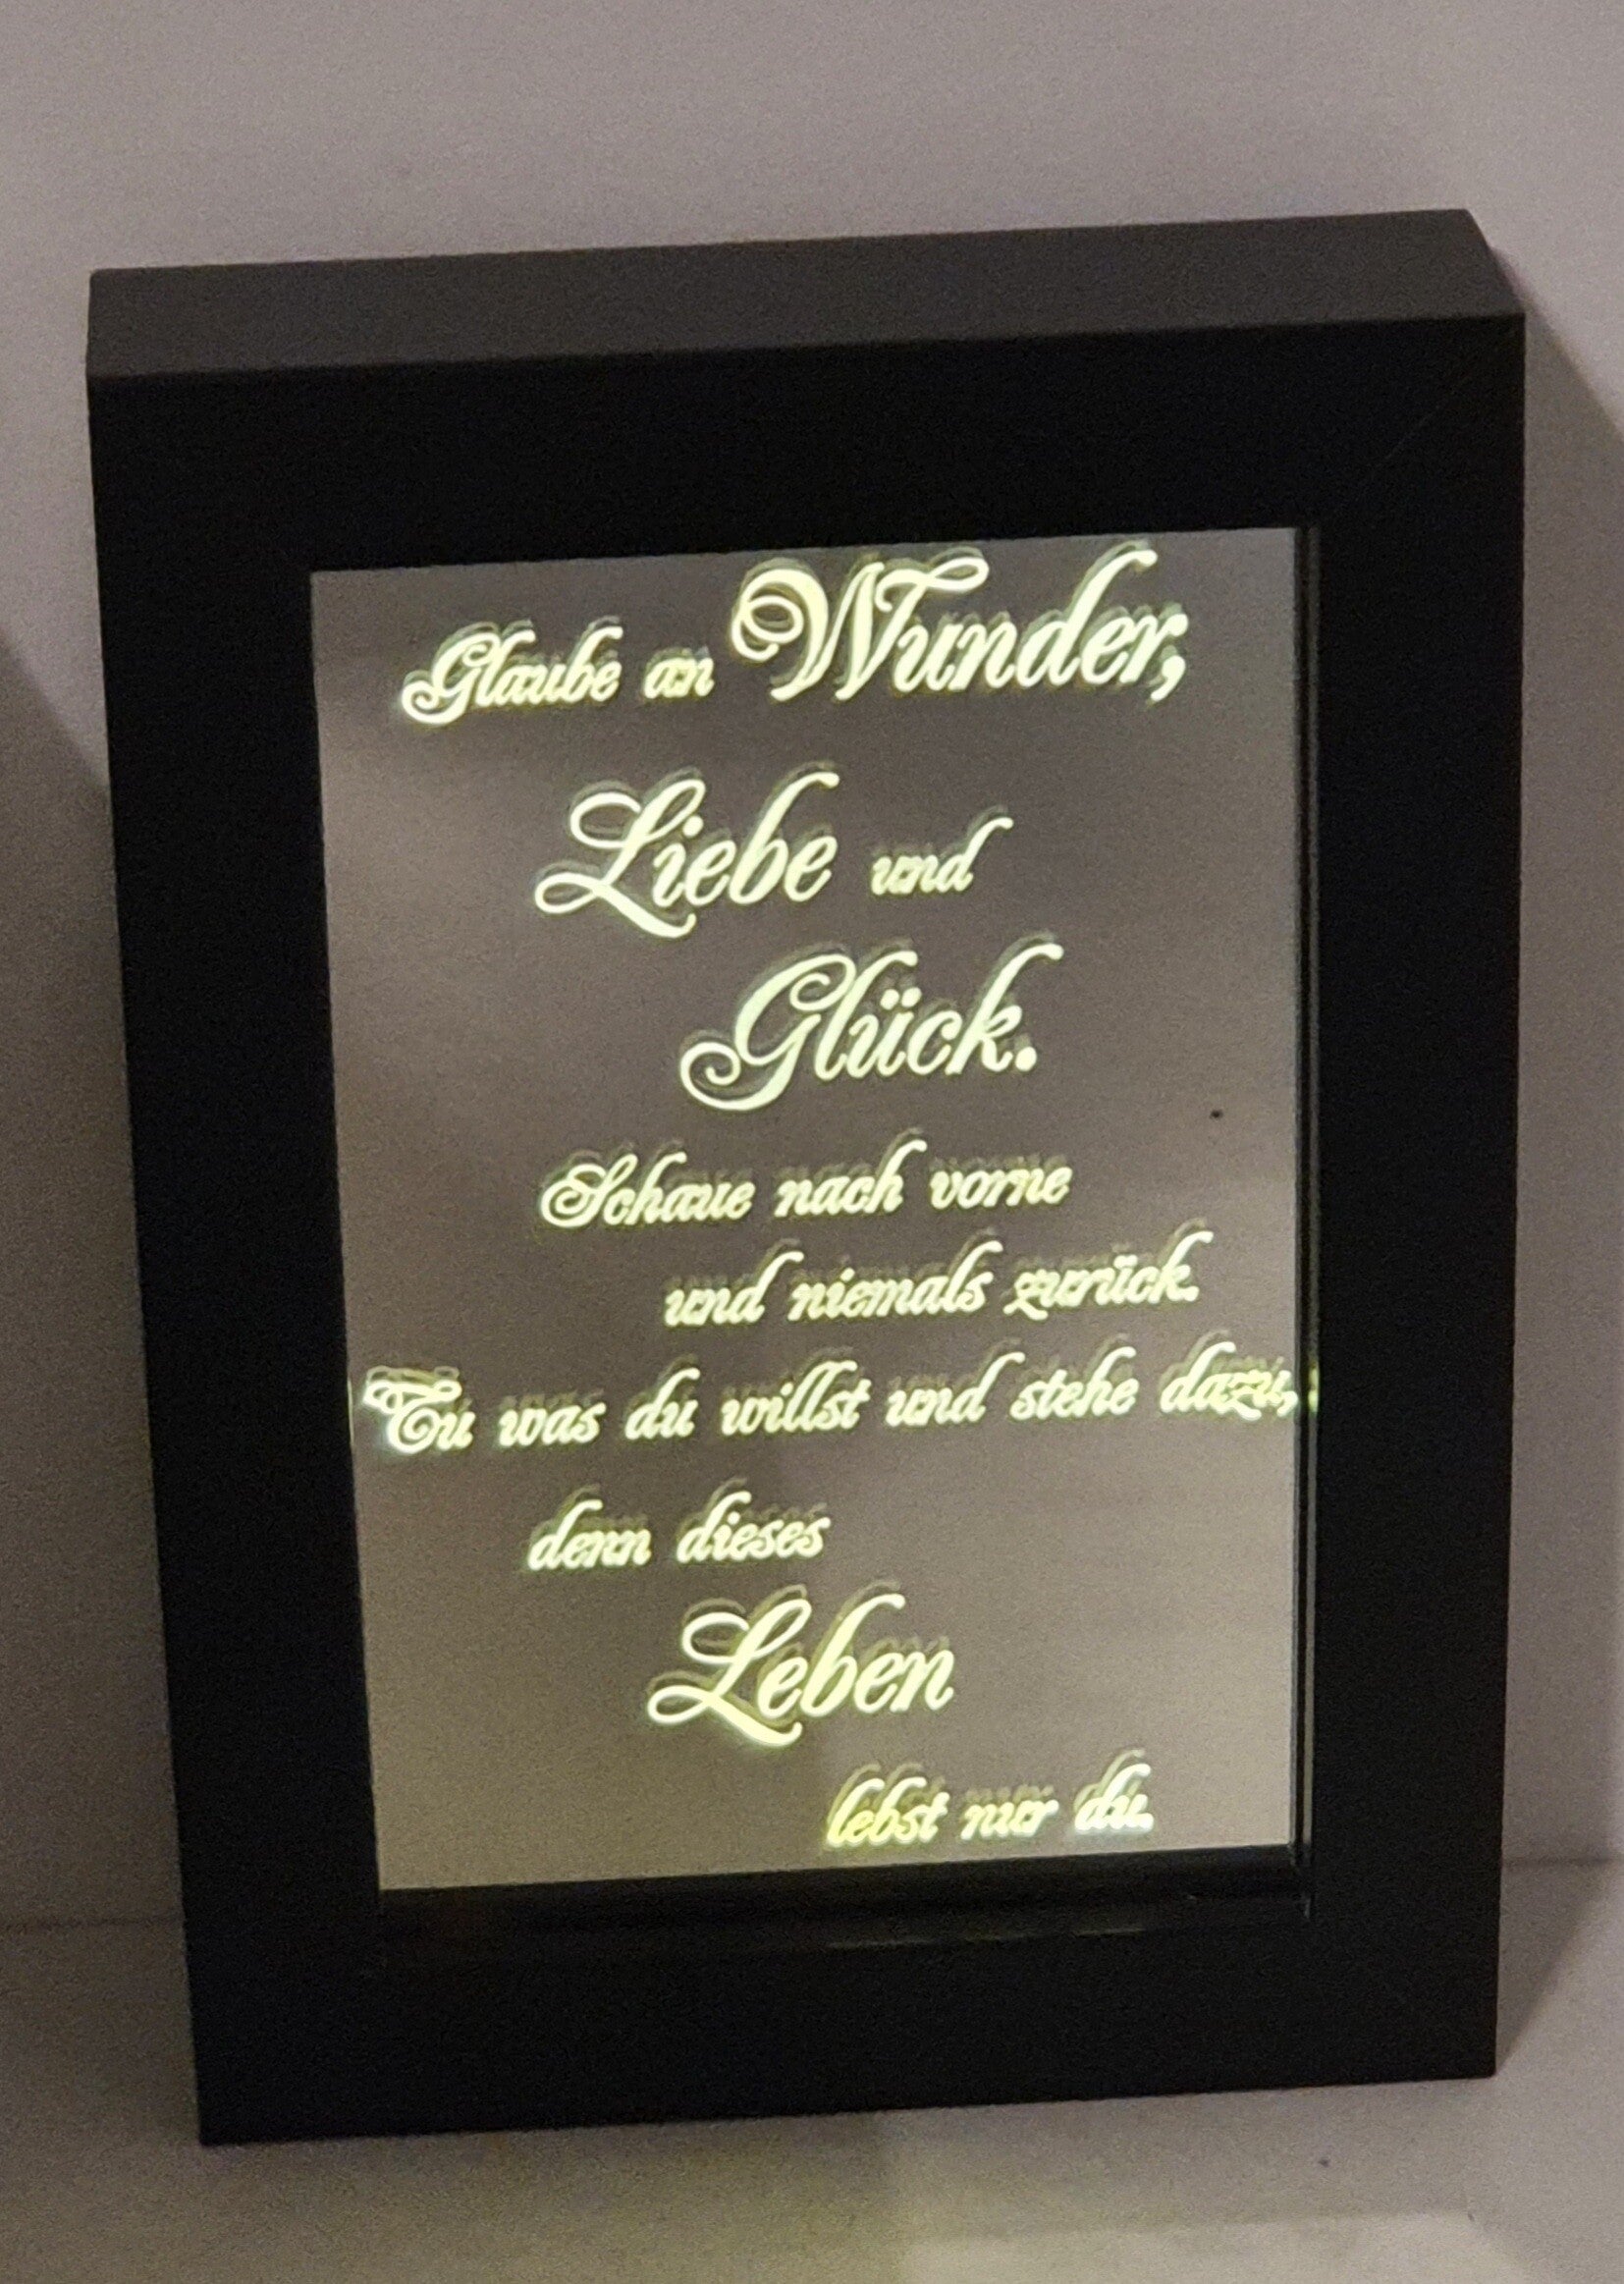 Glaube an Wunder,
Liebe und
Glück.
Schaue nach vorne
und niemals zurück.
Tu was du willst und stehe dazu,
denn dieses
Leben
lebst nur du.